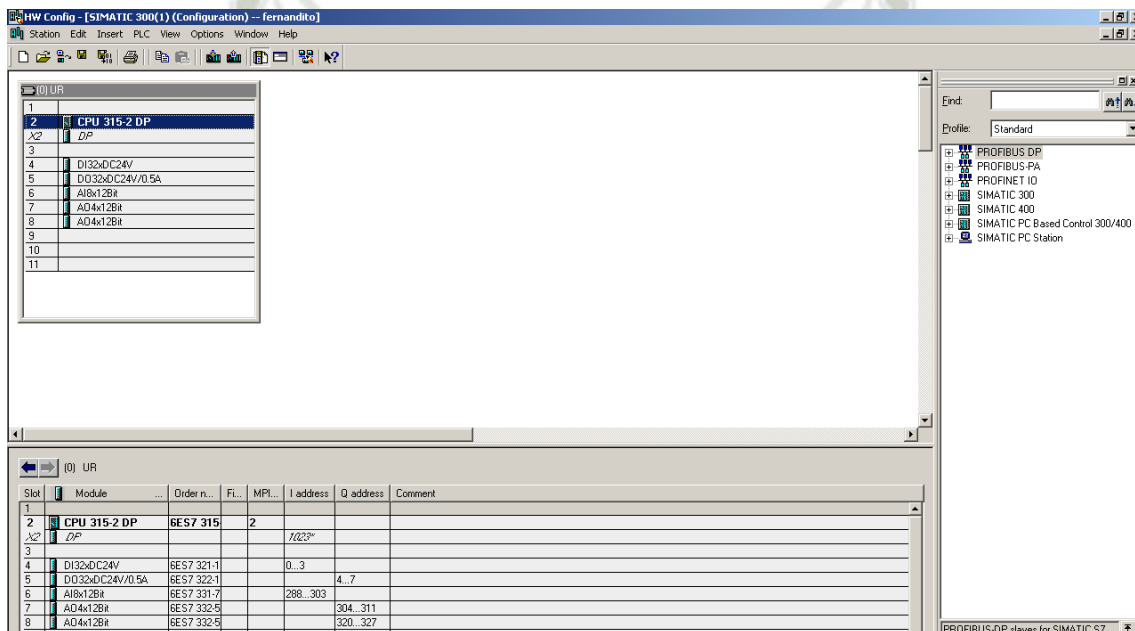 HW Config - [SIMATIC 300(1) (Configuration) -- fernandito]
Station Edit Insert PLC View Options Window Help
(0) UR
1
2 CPU 315-2 DP
X2 DP
3
4 DI32xDC24V
5 DO32xDC24V/0.5A
6 AI8x12Bit
7 AO4x12Bit
8 AO4x12Bit
9
10
11
Find:
Profile: Standard
PROFIBUS DP
PROFIBUS-PA
PROFINET IO
SIMATIC 300
SIMATIC 400
SIMATIC PC Based Control 300/400
SIMATIC PC Station
(0) UR
Slot Module ... Order n... Fi... MPI... I address Q address Comment
1
2 CPU 315-2 DP 6ES7 315- 2
X2 DP 1023*
3
4 DI32xDC24V 6ES7 321-1 0...3
5 DO32xDC24V/0.5A 6ES7 322-1 4...7
6 AI8x12Bit 6ES7 331-7 288...303
7 AO4x12Bit 6ES7 332-5 304...311
8 AO4x12Bit 6ES7 332-5 320...327
PROFIBUS-DP slaves for SIMATIC S7